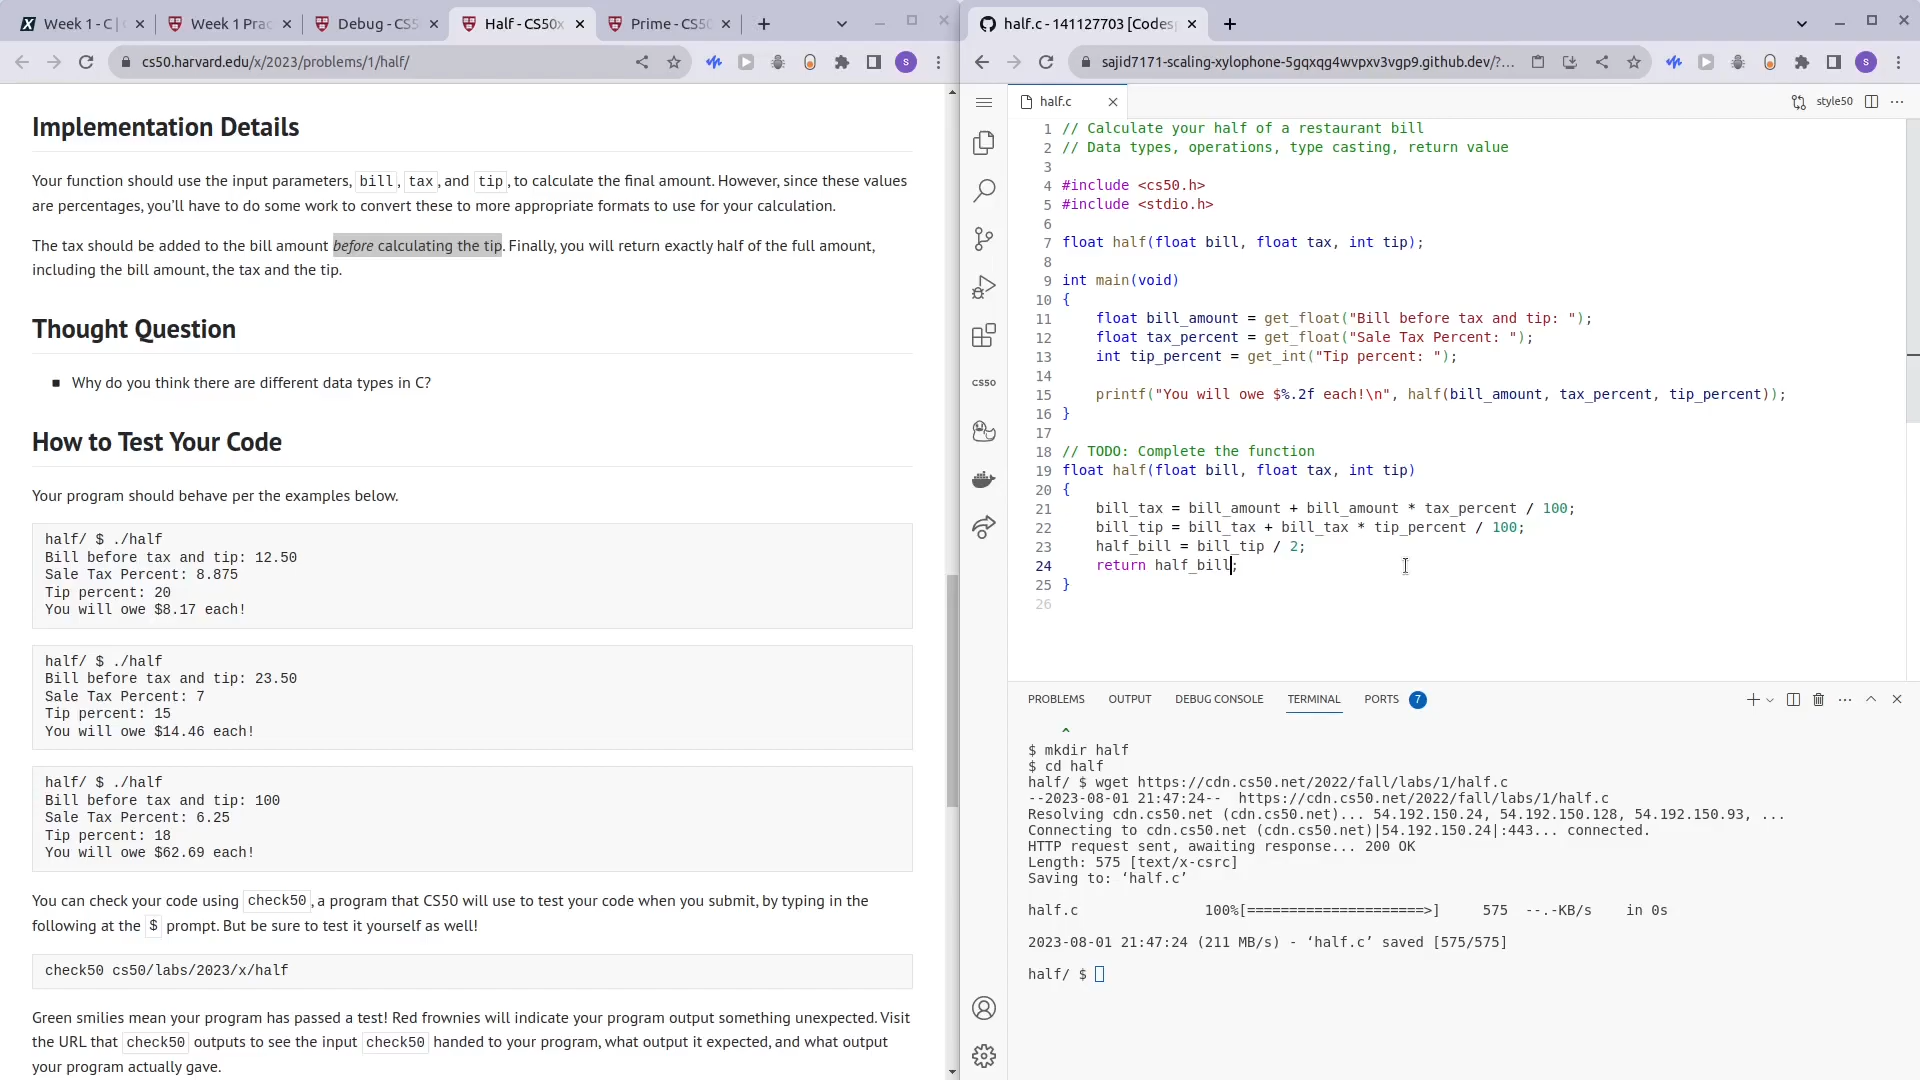 Week 1 - C | C
Week 1 Prac
Debug - CS5
Half - CS50x
Prime - CS50
half.c - 141127703 [Codesp
cs50.harvard.edu/x/2023/problems/1/half/
S
sajid7171-scaling-xylophone-5gqxqg4wvpxv3vgp9.github.dev/?...
S
Implementation Details
Your function should use the input parameters, bill, tax, and tip, to calculate the final amount. However, since these values
are percentages, you’ll have to do some work to convert these to more appropriate formats to use for your calculation.
The tax should be added to the bill amount before calculating the tip. Finally, you will return exactly half of the full amount,
including the bill amount, the tax and the tip.
Thought Question
Why do you think there are different data types in C?
How to Test Your Code
Your program should behave per the examples below.
half/ $ ./half
Bill before tax and tip: 12.50
Sale Tax Percent: 8.875
Tip percent: 20
You will owe $8.17 each!
half/ $ ./half
Bill before tax and tip: 23.50
Sale Tax Percent: 7
Tip percent: 15
You will owe $14.46 each!
half/ $ ./half
Bill before tax and tip: 100
Sale Tax Percent: 6.25
Tip percent: 18
You will owe $62.69 each!
You can check your code using check50, a program that CS50 will use to test your code when you submit, by typing in the
following at the $ prompt. But be sure to test it yourself as well!
check50 cs50/labs/2023/x/half
Green smilies mean your program has passed a test! Red frownies will indicate your program output something unexpected. Visit
the URL that check50 outputs to see the input check50 handed to your program, what output it expected, and what output
your program actually gave.
half.c
style50
CS50
1 // Calculate your half of a restaurant bill
2 // Data types, operations, type casting, return value
3
4 #include <cs50.h>
5 #include <stdio.h>
6
7 float half(float bill, float tax, int tip);
8
9 int main(void)
10 {
11 float bill_amount = get_float("Bill before tax and tip: ");
12 float tax_percent = get_float("Sale Tax Percent: ");
13 int tip_percent = get_int("Tip percent: ");
14
15 printf("You will owe $%.2f each!\n", half(bill_amount, tax_percent, tip_percent));
16 }
17
18 // TODO: Complete the function
19 float half(float bill, float tax, int tip)
20 {
21 bill_tax = bill_amount + bill_amount * tax_percent / 100;
22 bill_tip = bill_tax + bill_tax * tip_percent / 100;
23 half_bill = bill_tip / 2;
24 return half_bill;
25 }
26
PROBLEMS OUTPUT DEBUG CONSOLE TERMINAL PORTS 7
^
$ mkdir half
$ cd half
half/ $ wget https://cdn.cs50.net/2022/fall/labs/1/half.c
--2023-08-01 21:47:24-- https://cdn.cs50.net/2022/fall/labs/1/half.c
Resolving cdn.cs50.net (cdn.cs50.net)... 54.192.150.24, 54.192.150.128, 54.192.150.93, ...
Connecting to cdn.cs50.net (cdn.cs50.net)|54.192.150.24|:443... connected.
HTTP request sent, awaiting response... 200 OK
Length: 575 [text/x-csrc]
Saving to: ‘half.c’
half.c 100%[=====================>] 575 --.-KB/s in 0s
2023-08-01 21:47:24 (211 MB/s) - ‘half.c’ saved [575/575]
half/ $